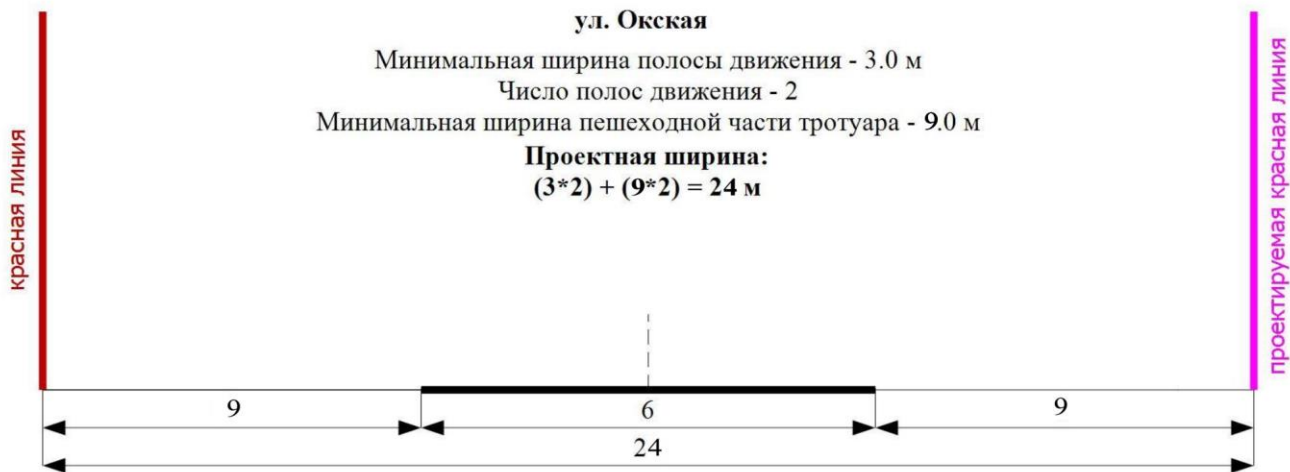 ул. Окская
Минимальная ширина полосы движения - 3.0 м
Число полос движения - 2
Минимальная ширина пешеходной части тротуара - 9.0 м
Проектная ширина:
(3*2) + (9*2) = 24 м
красная линия
проектируемая красная линия
9
6
9
24